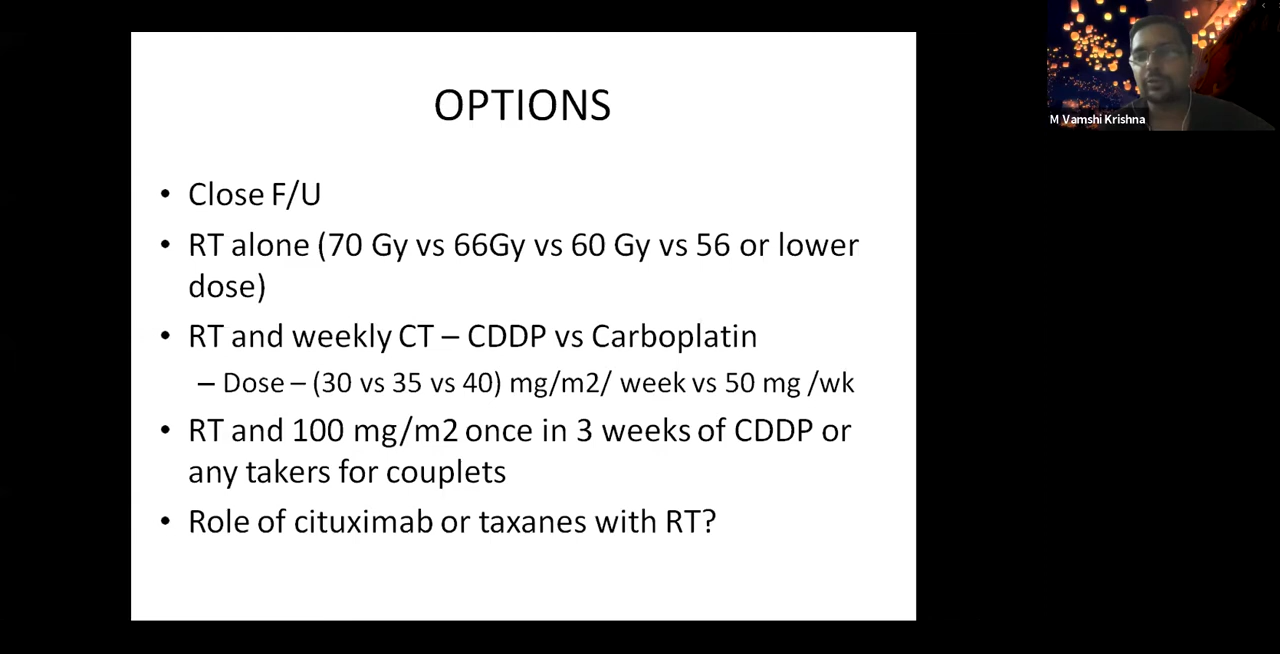 OPTIONS
• Close F/U
• RT alone (70 Gy vs 66Gy vs 60 Gy vs 56 or lower
dose)
• RT and weekly CT – CDDP vs Carboplatin
– Dose – (30 vs 35 vs 40) mg/m2/ week vs 50 mg /wk
• RT and 100 mg/m2 once in 3 weeks of CDDP or
any takers for couplets
• Role of cituximab or taxanes with RT?
M Vamshi Krishna